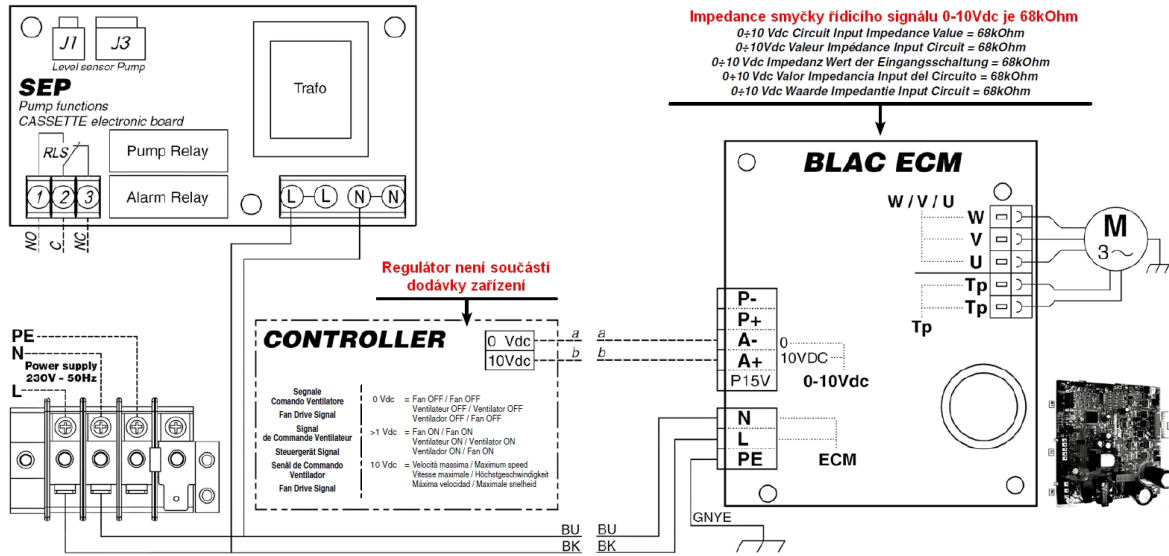 J1
J3
Level sensor Pump
SEP
Pump functions
CASSETTE electronic board
Trafo
RLS
Pump Relay
Alarm Relay
1
2
3
L
L
N
N
NO
C
NC
Impedance smyčky řídicího signálu 0-10Vdc je 68kOhm
0÷10 Vdc Circuit Input Impedance Value = 68kOhm
0÷10Vdc Valeur Impédance Input Circuit = 68kOhm
0÷10 Vdc Impedanz Wert der Eingangsschaltung = 68kOhm
0÷10 Vdc Valor Impedancia Input del Circuito = 68kOhm
0÷10 Vdc Waarde Impedantie Input Circuit = 68kOhm
BLAC ECM
W / V / U
W
V
U
Tp
Tp
Tp
M
3~
Regulátor není součástí
dodávky zařízení
CONTROLLER
0 Vdc
10Vdc
a
a
b
b
P-
P+
A-
A+
P15V
0
10VDC
0-10Vdc
N
L
PE
ECM
Segnale
Comando Ventilatore
Fan Drive Signal
Signal
de Commande Ventilateur
Steuergerät Signal
Senãl de Commando
Ventilador
Fan Drive Signal
0 Vdc = Fan OFF / Fan OFF
Ventilateur OFF / Ventilator OFF
Ventilador OFF / Fan OFF
>1 Vdc = Fan ON / Fan ON
Ventilateur ON / Ventilator ON
Ventilador ON / Fan ON
10 Vdc = Velocità massima / Maximum speed
Vitesse maximale / Höchstgeschwindigkeit
Máxima velocidad / Maximale snelheid
PE
N
Power supply
230V - 50Hz
L
BU
BU
BK
BK
GNYE